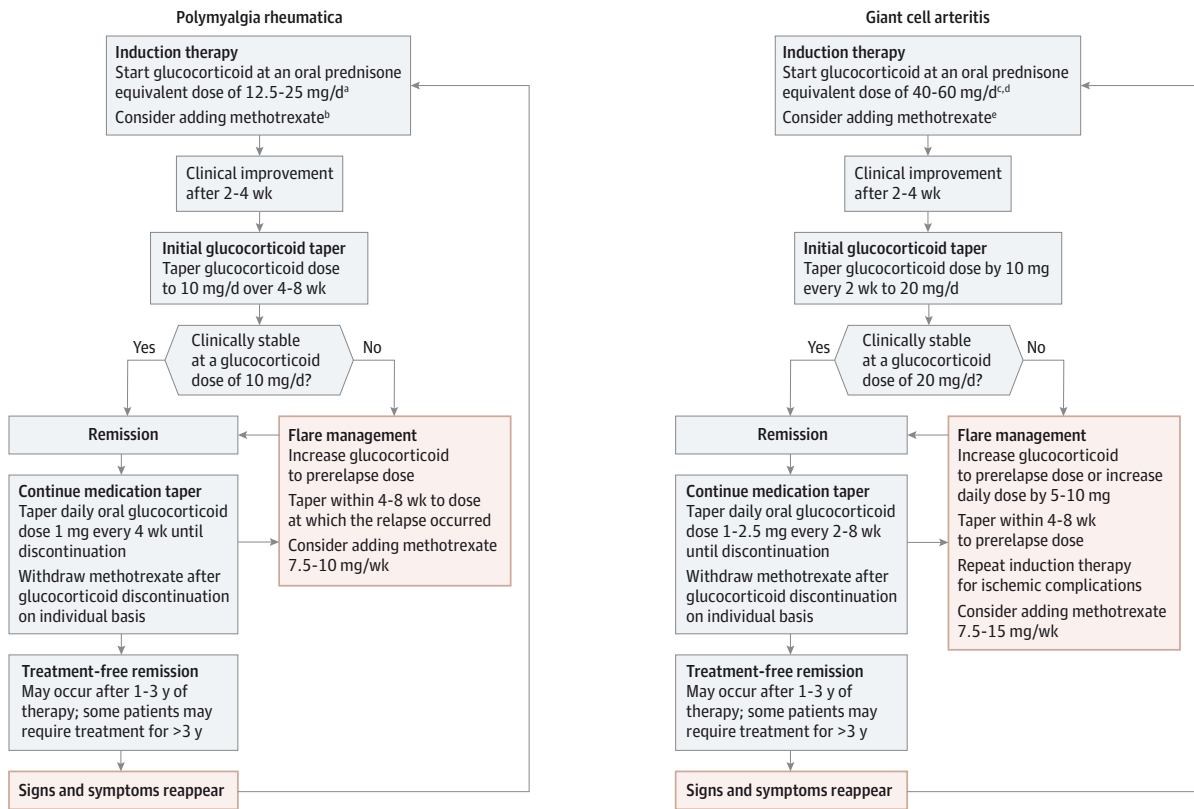 Polymyalgia rheumatica
Induction therapy
Start glucocorticoid at an oral prednisone
equivalent dose of 12.5-25 mg/dᵃ
Consider adding methotrexateᵇ
Clinical improvement
after 2-4 wk
Initial glucocorticoid taper
Taper glucocorticoid dose
to 10 mg/d over 4-8 wk
Yes
Clinically stable
at a glucocorticoid
dose of 10 mg/d?
No
Remission
Flare management
Increase glucocorticoid
to prerelapse dose
Taper within 4-8 wk to dose
at which the relapse occurred
Consider adding methotrexate
7.5-10 mg/wk
Continue medication taper
Taper daily oral glucocorticoid
dose 1 mg every 4 wk until
discontinuation
Withdraw methotrexate after
glucocorticoid discontinuation
on individual basis
Treatment-free remission
May occur after 1-3 y of
therapy; some patients may
require treatment for >3 y
Signs and symptoms reappear
Giant cell arteritis
Induction therapy
Start glucocorticoid at an oral prednisone
equivalent dose of 40-60 mg/dᶜ,ᵈ
Consider adding methotrexateᵉ
Clinical improvement
after 2-4 wk
Initial glucocorticoid taper
Taper glucocorticoid dose by 10 mg
every 2 wk to 20 mg/d
Yes
Clinically stable
at a glucocorticoid
dose of 20 mg/d?
No
Remission
Flare management
Increase glucocorticoid
to prerelapse dose or increase
daily dose by 5-10 mg
Taper within 4-8 wk
to prerelapse dose
Repeat induction therapy
for ischemic complications
Consider adding methotrexate
7.5-15 mg/wk
Continue medication taper
Taper daily oral glucocorticoid
dose 1-2.5 mg every 2-8 wk
until discontinuation
Withdraw methotrexate after
glucocorticoid discontinuation
on individual basis
Treatment-free remission
May occur after 1-3 y of
therapy; some patients may
require treatment for >3 y
Signs and symptoms reappear